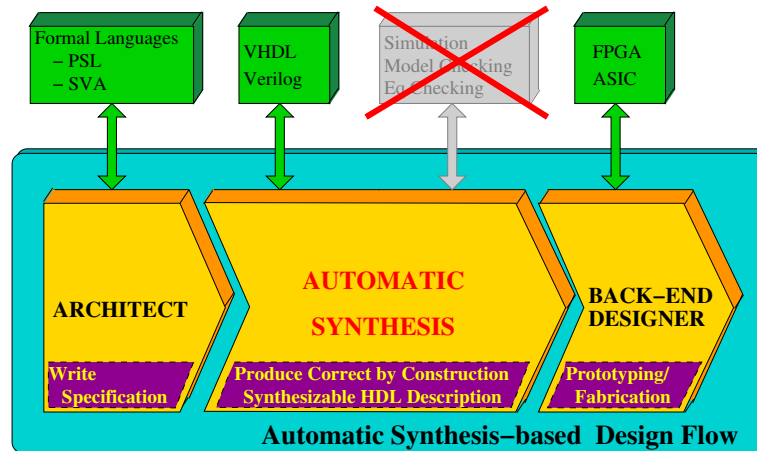 Formal Languages
– PSL
– SVA
VHDL
Verilog
Simulation
Model Checking
Eq Checking
FPGA
ASIC
ARCHITECT
Write
Specification
AUTOMATIC
SYNTHESIS
Produce Correct by Construction
Synthesizable HDL Description
BACK–END
DESIGNER
Prototyping/
Fabrication
Automatic Synthesis–based Design Flow